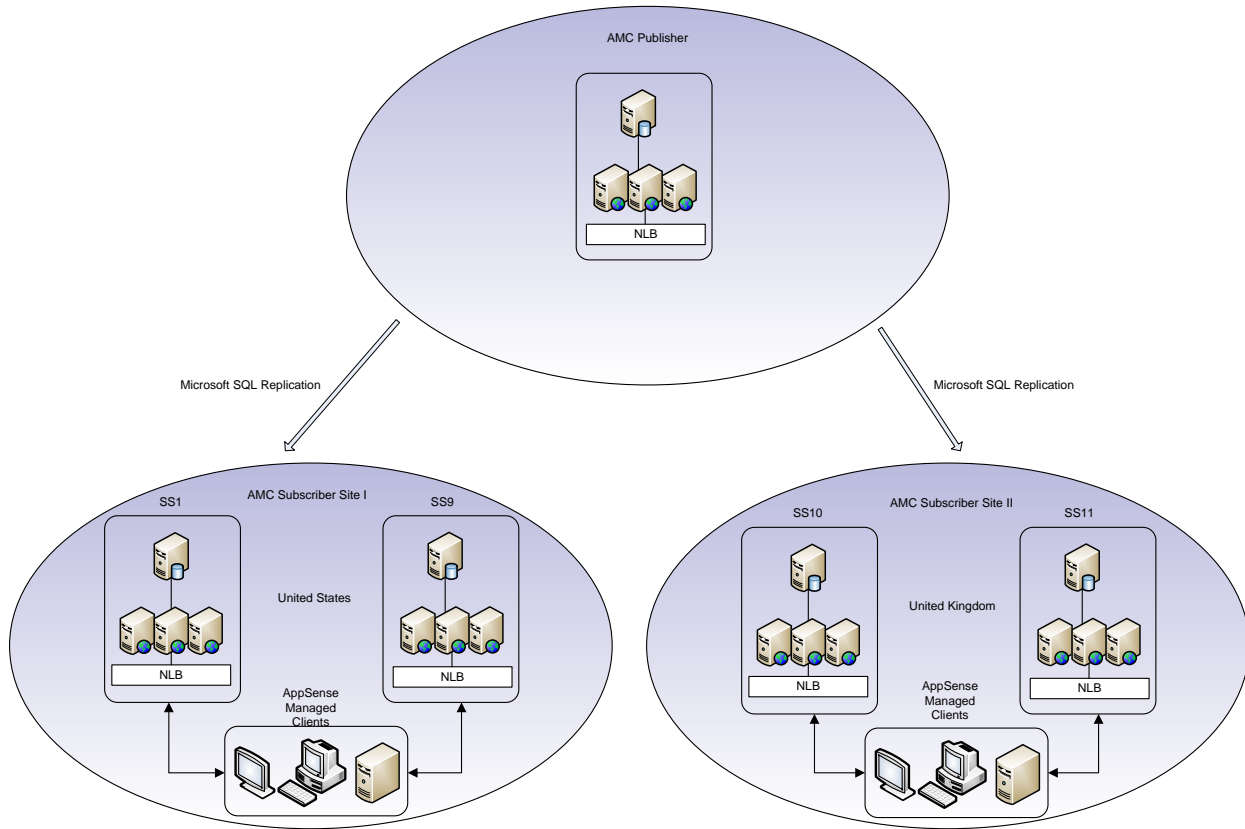 AMC Publisher
NLB
Microsoft SQL Replication
Microsoft SQL Replication
AMC Subscriber Site I
SS1
SS9
United States
NLB
NLB
AppSense
Managed
Clients
AMC Subscriber Site II
SS10
SS11
United Kingdom
NLB
NLB
AppSense
Managed
Clients